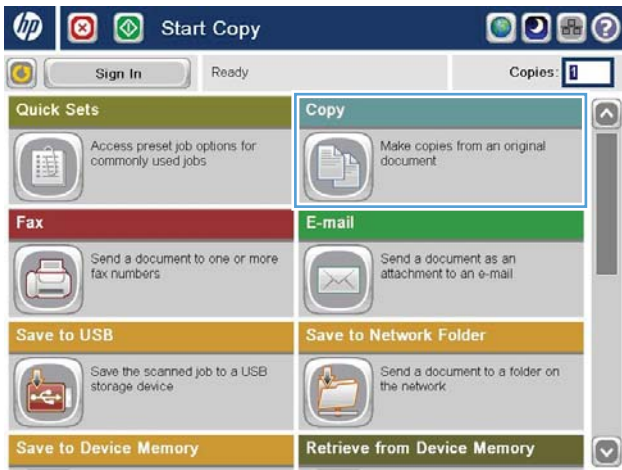 hp
Start Copy
?
Sign In
Ready
Copies: 1
Quick Sets
Access preset job options for
commonly used jobs
Copy
Make copies from an original
document
Fax
Send a document to one or more
fax numbers
E-mail
Send a document as an
attachment to an e-mail
Save to USB
Save the scanned job to a USB
storage device
Save to Network Folder
Send a document to a folder on
the network
Save to Device Memory
Retrieve from Device Memory